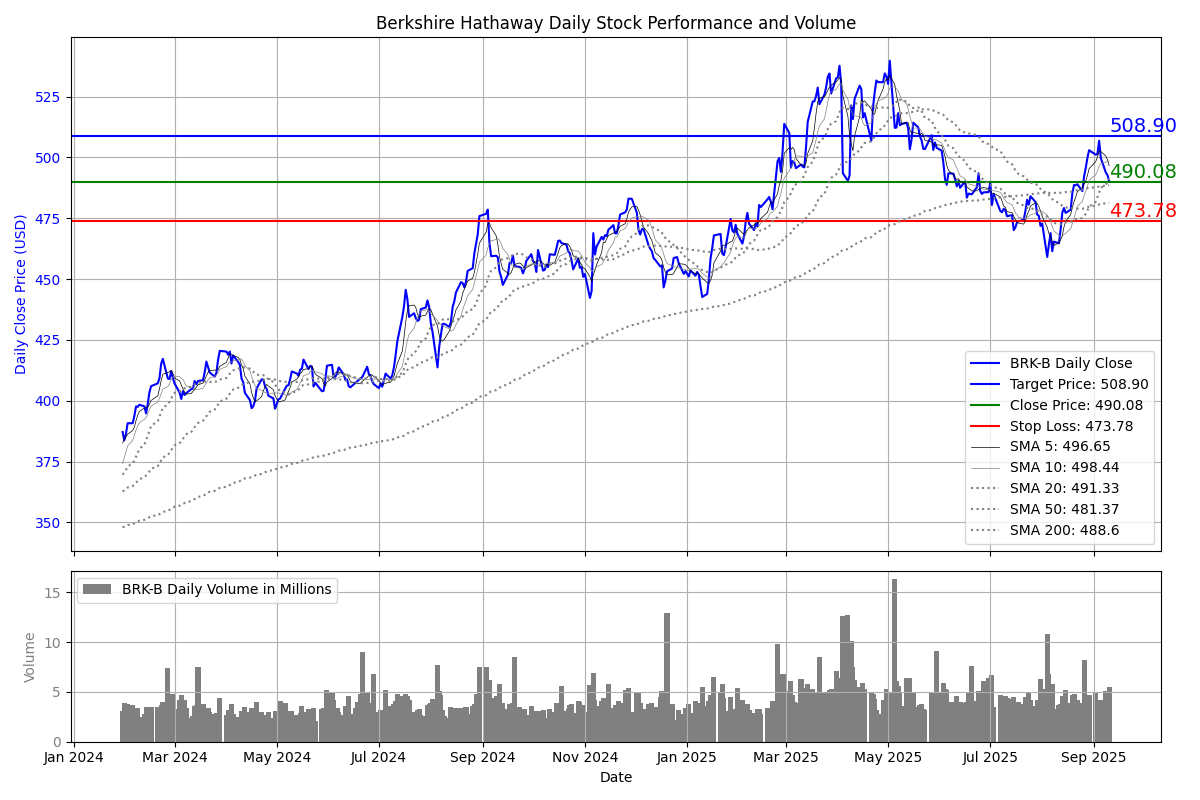 Berkshire Hathaway Daily Stock Performance and Volume
Daily Close Price (USD)
525
500
475
450
425
400
375
350
508.90
490.08
473.78
BRK-B Daily Close
Target Price: 508.90
Close Price: 490.08
Stop Loss: 473.78
SMA 5: 496.65
SMA 10: 498.44
SMA 20: 491.33
SMA 50: 481.37
SMA 200: 488.6
BRK-B Daily Volume in Millions
Volume
15
10
5
0
Jan 2024 Mar 2024 May 2024 Jul 2024 Sep 2024 Nov 2024 Jan 2025 Mar 2025 May 2025 Jul 2025 Sep 2025
Date